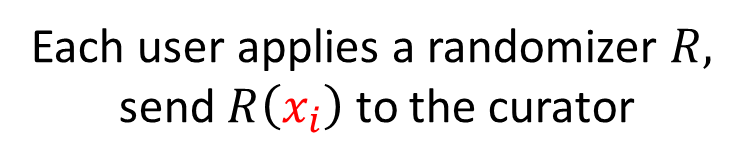 Each user applies a randomizer R,
send R(xᵢ) to the curator